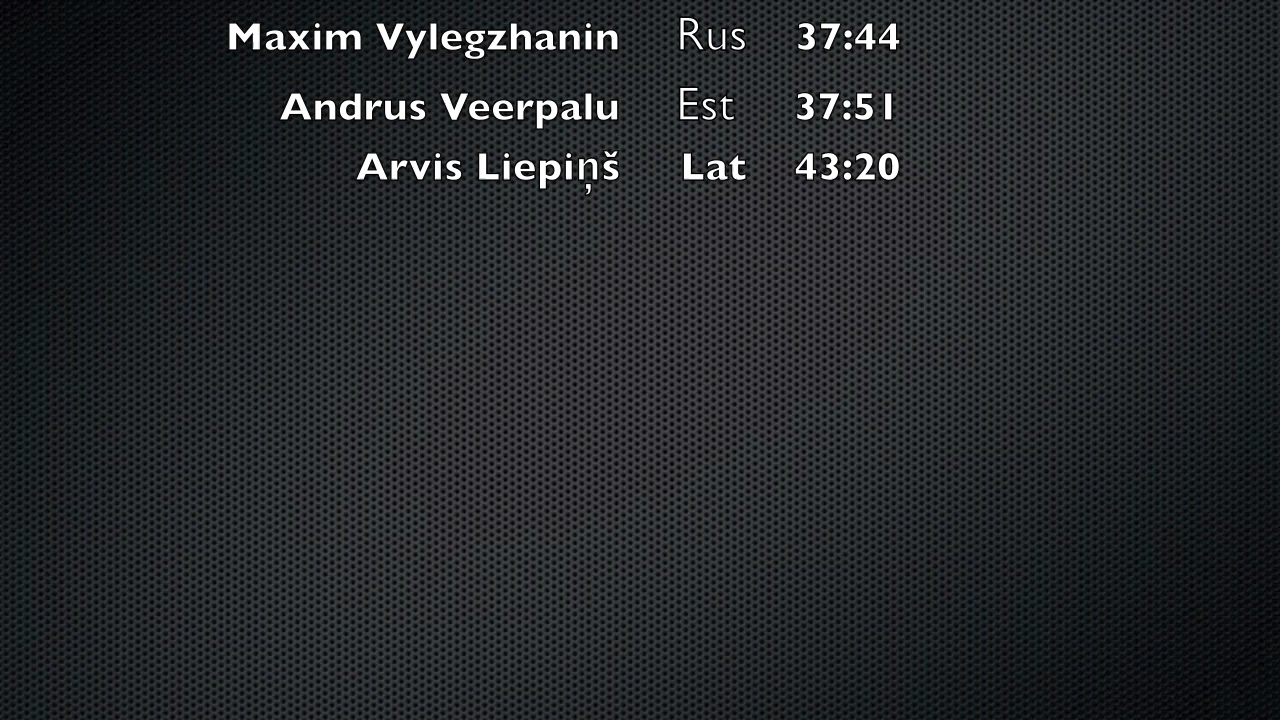 Maxim Vylegzhanin Rus 37:44
Andrus Veerpalu Est 37:51
Arvis Liepiņš Lat 43:20